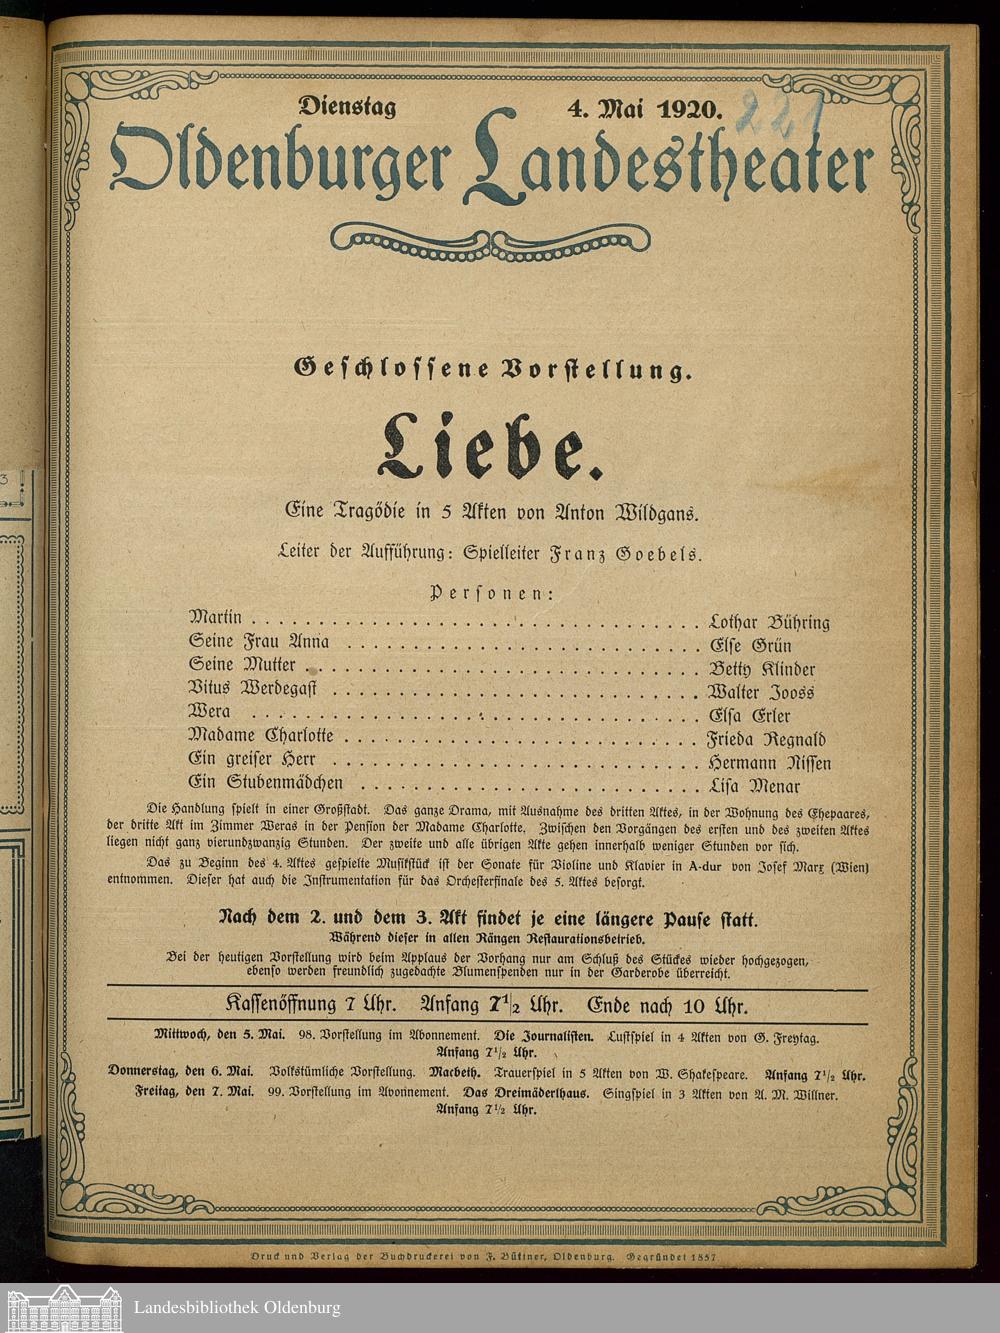 Dienstag 4. Mai 1920.
221
Oldenburger Landestheater
Geschlossene Vorstellung.
Liebe.
Eine Tragödie in 5 Akten von Anton Wildgans.
Leiter der Aufführung: Spielleiter Franz Goebels.
Personen:
Martin . . . . . . . . . . Lothar Bühring
Seine Frau Anna . . . . . . . . . . Else Grün
Seine Mutter . . . . . . . . . . Betty Klinder
Vitus Werdegast . . . . . . . . . . Walter Jooss
Wera . . . . . . . . . . Elsa Erler
Madame Charlotte . . . . . . . . . . Frieda Regnald
Ein greiser Herr . . . . . . . . . . Hermann Nissen
Ein Stubenmädchen . . . . . . . . . . Lisa Menar
Die Handlung spielt in einer Großstadt. Das ganze Drama, mit Ausnahme des dritten Aktes, in der Wohnung des Ehepaares,
der dritte Akt im Zimmer Weras in der Pension der Madame Charlotte. Zwischen den Vorgängen des ersten und des zweiten Aktes
liegen nicht ganz vierundzwanzig Stunden. Der zweite und alle übrigen Akte gehen innerhalb weniger Stunden vor sich.
Das zu Beginn des 4. Aktes gespielte Musikstück ist der Sonate für Violine und Klavier in A-dur von Josef Marx (Wien)
entnommen. Dieser hat auch die Instrumentation für das Orchesterfinale des 5. Aktes besorgt.
Nach dem 2. und dem 3. Akt findet je eine längere Pause statt.
Während dieser in allen Rängen Restaurationsbetrieb.
Bei der heutigen Vorstellung wird beim Applaus der Vorhang nur am Schluß des Stückes wieder hochgezogen,
ebenso werden freundlich zugedachte Blumenspenden nur in der Garderobe überreicht.
Kassenöffnung 7 Uhr. Anfang 7 1/2 Uhr. Ende nach 10 Uhr.
Mittwoch, den 5. Mai. 98. Vorstellung im Abonnement. Die Journalisten. Lustspiel in 4 Akten von G. Freytag.
Anfang 7 1/2 Uhr.
Donnerstag, den 6. Mai. Volkstümliche Vorstellung. Macbeth. Trauerspiel in 5 Akten von W. Shakespeare. Anfang 7 1/2 Uhr.
Freitag, den 7. Mai. 99. Vorstellung im Abonnement. Das Dreimäderlhaus. Singspiel in 3 Akten von A. M. Willner.
Anfang 7 1/2 Uhr.
Druck und Verlag der Buchdruckerei von F. Büttner, Oldenburg. Gegründet 1857
Landesbibliothek Oldenburg